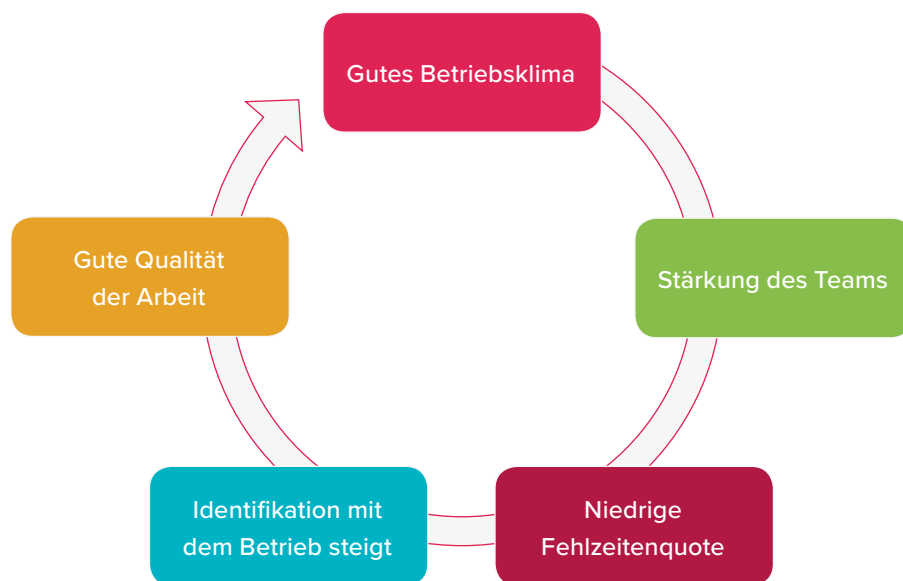 Gutes Betriebsklima
Stärkung des Teams
Niedrige
Fehlzeitenquote
Identifikation mit
dem Betrieb steigt
Gute Qualität
der Arbeit